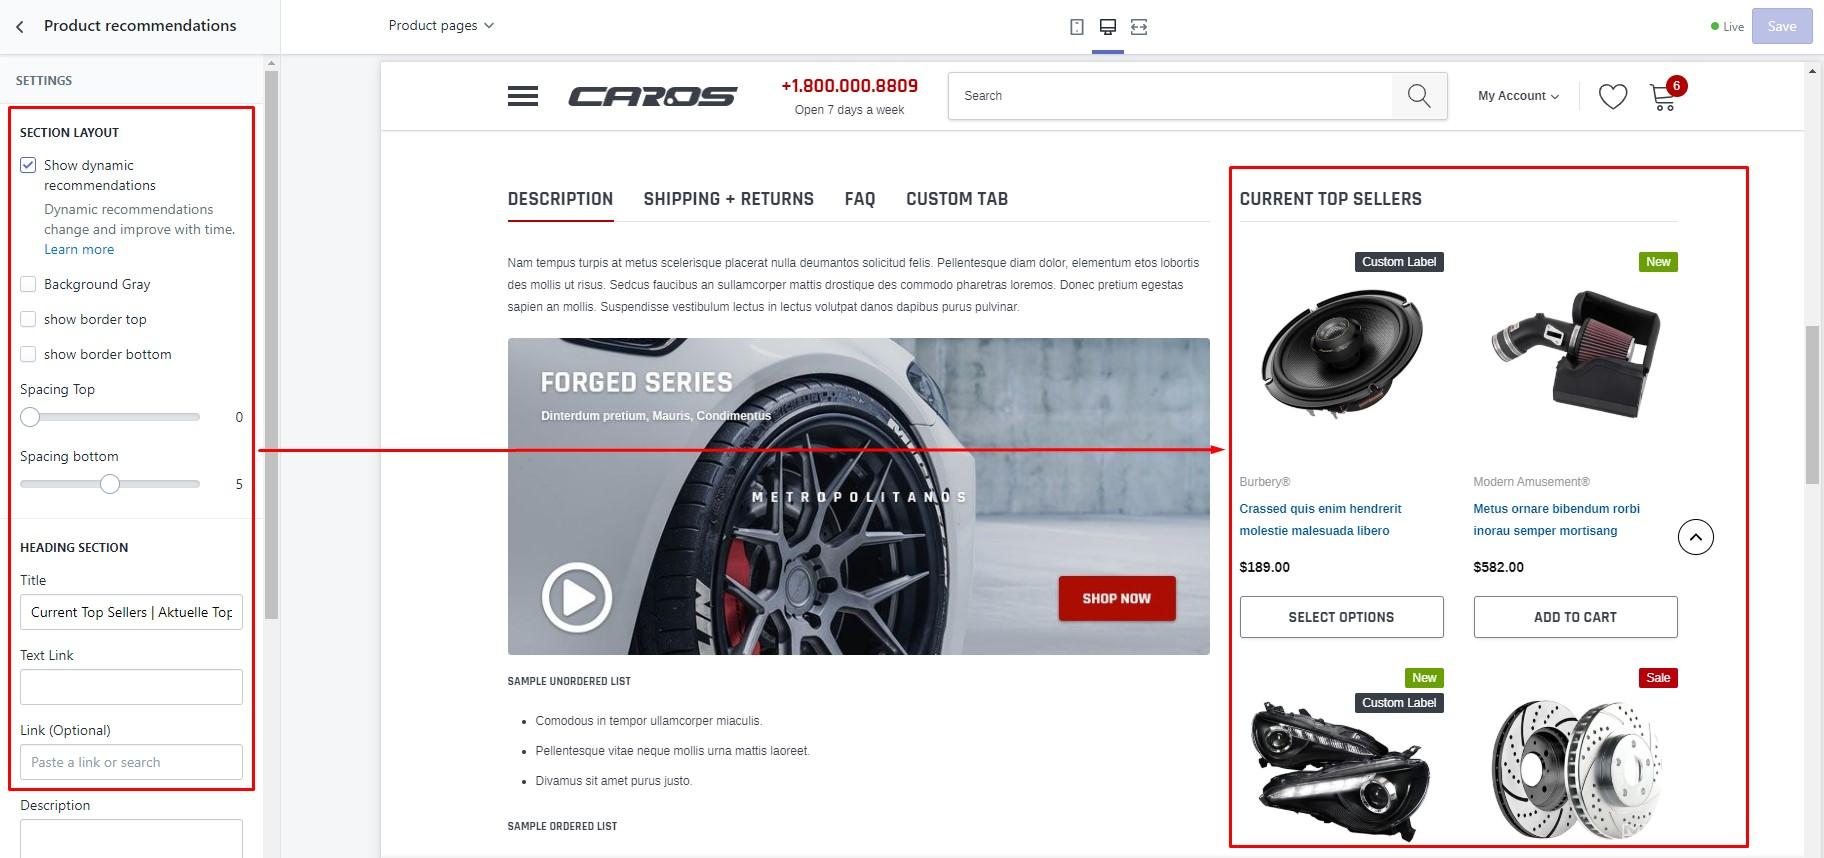 Product recommendations
Product pages
Live
Save
SETTINGS
SECTION LAYOUT
Show dynamic
recommendations
Dynamic recommendations
change and improve with time.
Learn more
Background Gray
show border top
show border bottom
Spacing Top
0
Spacing bottom
5
HEADING SECTION
Title
Current Top Sellers | Aktuelle Top
Text Link
Link (Optional)
Paste a link or search
Description
CAROS
+1.800.000.8809
Open 7 days a week
Search
My Account
6
DESCRIPTION
SHIPPING + RETURNS
FAQ
CUSTOM TAB
Nam tempus turpis at metus scelerisque placerat nulla deumantos solicitud felis. Pellentesque diam dolor, elementum etos lobortis
des mollis ut risus. Sedcus faucibus an sullamcorper mattis drostique des commodo pharetras loremos. Donec pretium egestas
sapien an mollis. Suspendisse vestibulum lectus in lectus volutpat danos dapibus purus pulvinar.
FORGED SERIES
Dinterdum pretium, Mauris, Condimentus
METROPOLITANOS
SHOP NOW
SAMPLE UNORDERED LIST
Comodous in tempor ullamcorper miaculis.
Pellentesque vitae neque mollis urna mattis laoreet.
Divamus sit amet purus justo.
SAMPLE ORDERED LIST
CURRENT TOP SELLERS
Custom Label
New
Burbery®
Crassed quis enim hendrerit
molestie malesuada libero
$189.00
SELECT OPTIONS
Modern Amusement®
Metus ornare bibendum rorbi
inorau semper mortisang
$582.00
ADD TO CART
New
Custom Label
Sale